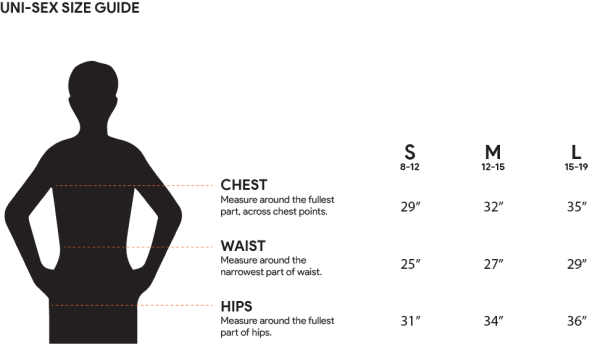 UNI-SEX SIZE GUIDE
S M L
8-12 12-15 15-19
CHEST
Measure around the fullest
part, across chest points.
29″ 32″ 35″
WAIST
Measure around the
narrowest part of waist.
25″ 27″ 29″
HIPS
Measure around the fullest
part of hips.
31″ 34″ 36″